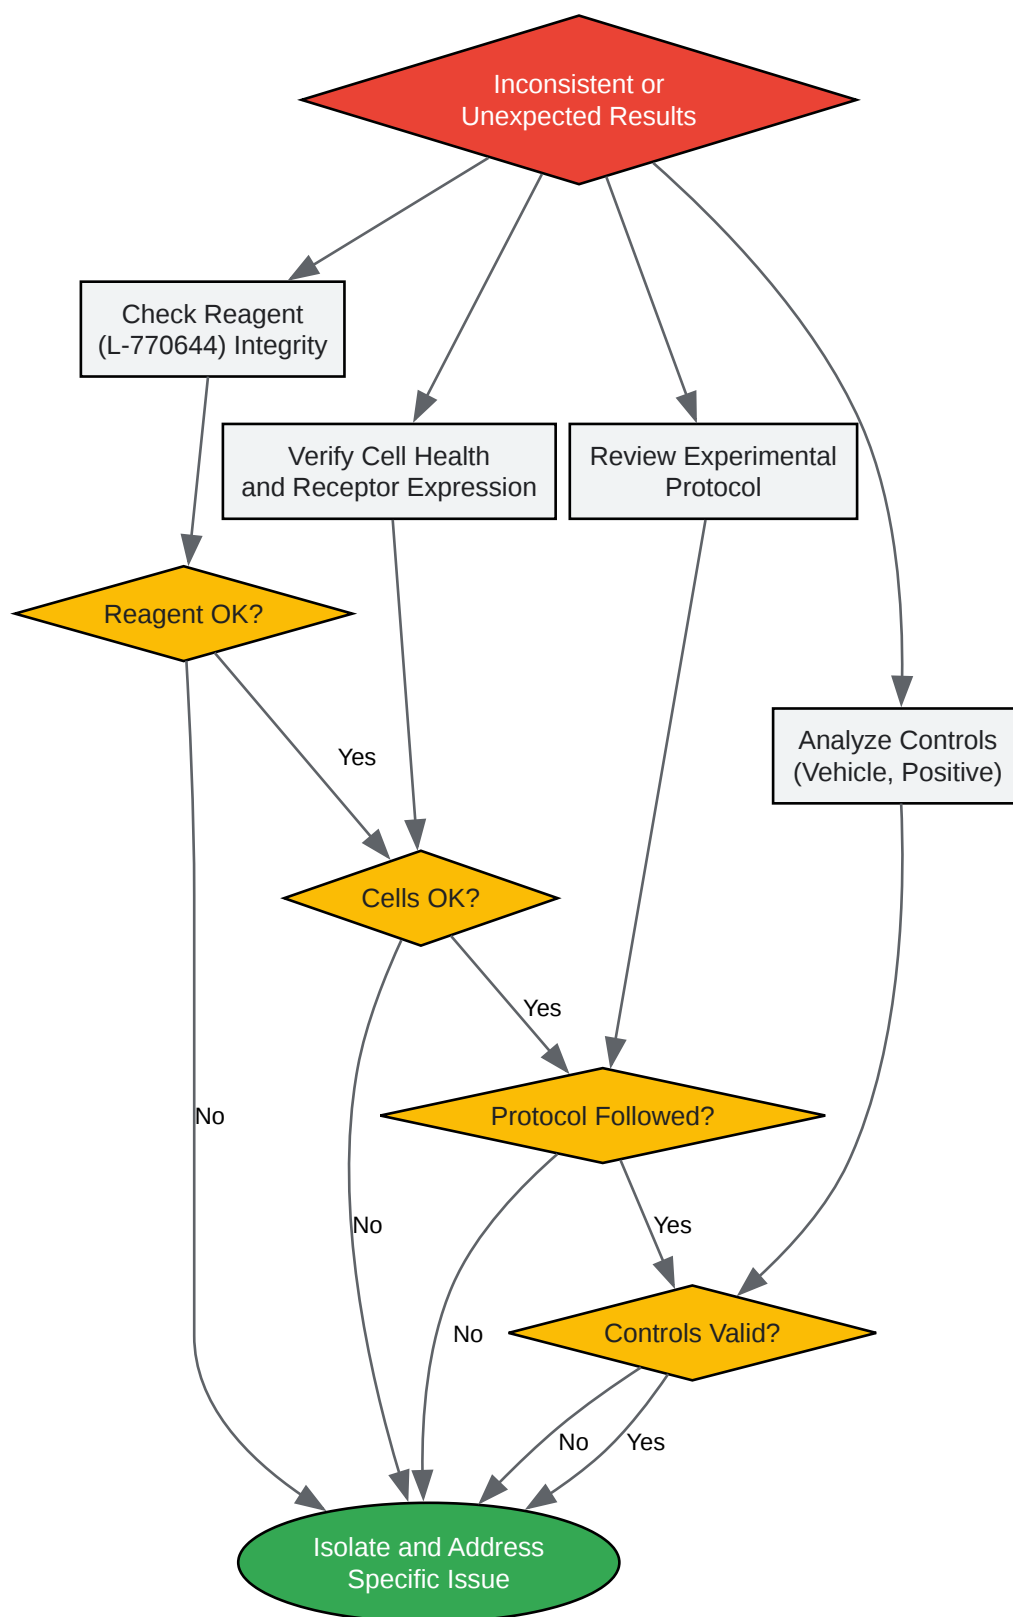 Inconsistent or
Unexpected Results
Check Reagent
(L-770644) Integrity
Verify Cell Health
and Receptor Expression
Review Experimental
Protocol
Reagent OK?
Analyze Controls
(Vehicle, Positive)
Yes
Cells OK?
Yes
No
Protocol Followed?
No
Yes
No
Controls Valid?
No
Yes
Isolate and Address
Specific Issue